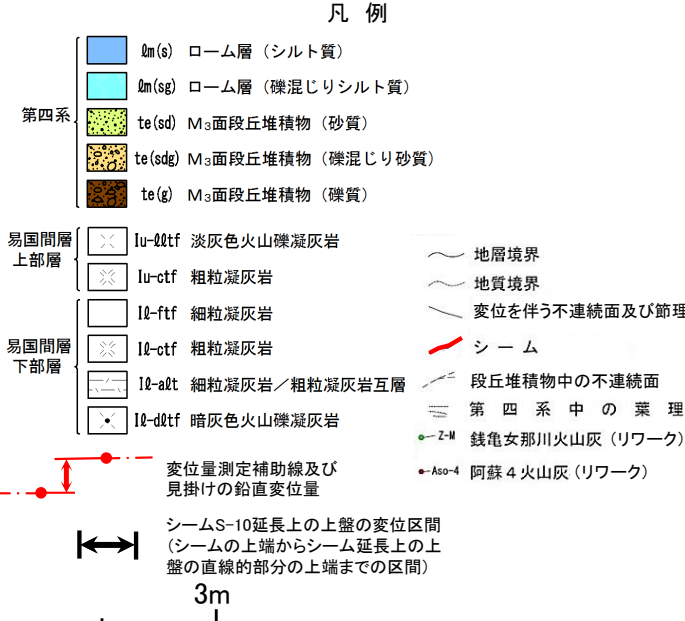 凡 例
第四系
ℓm(s) ローム層 (シルト質)
ℓm(sg) ローム層 (礫混じりシルト質)
te(sd) M₃面段丘堆積物 (砂質)
te(sdg) M₃面段丘堆積物 (礫混じり砂質)
te(g) M₃面段丘堆積物 (礫質)
易国間層
上部層
Iu-ℓℓtf 淡灰色火山礫凝灰岩
Iu-ctf 粗粒凝灰岩
易国間層
下部層
Iℓ-ftf 細粒凝灰岩
Iℓ-ctf 粗粒凝灰岩
Iℓ-aℓt 細粒凝灰岩/粗粒凝灰岩互層
Iℓ-dℓtf 暗灰色火山礫凝灰岩
地層境界
地質境界
変位を伴う不連続面及び節理
シ ー ム
段丘堆積物中の不連続面
第 四 系 中 の 葉 理
Z-M 銭亀女那川火山灰 (リワーク)
Aso-4 阿蘇4火山灰 (リワーク)
変位量測定補助線及び
見掛けの鉛直変位量
シームS-10延長上の上盤の変位区間
(シームの上端からシーム延長上の上
盤の直線的部分の上端までの区間)
3m